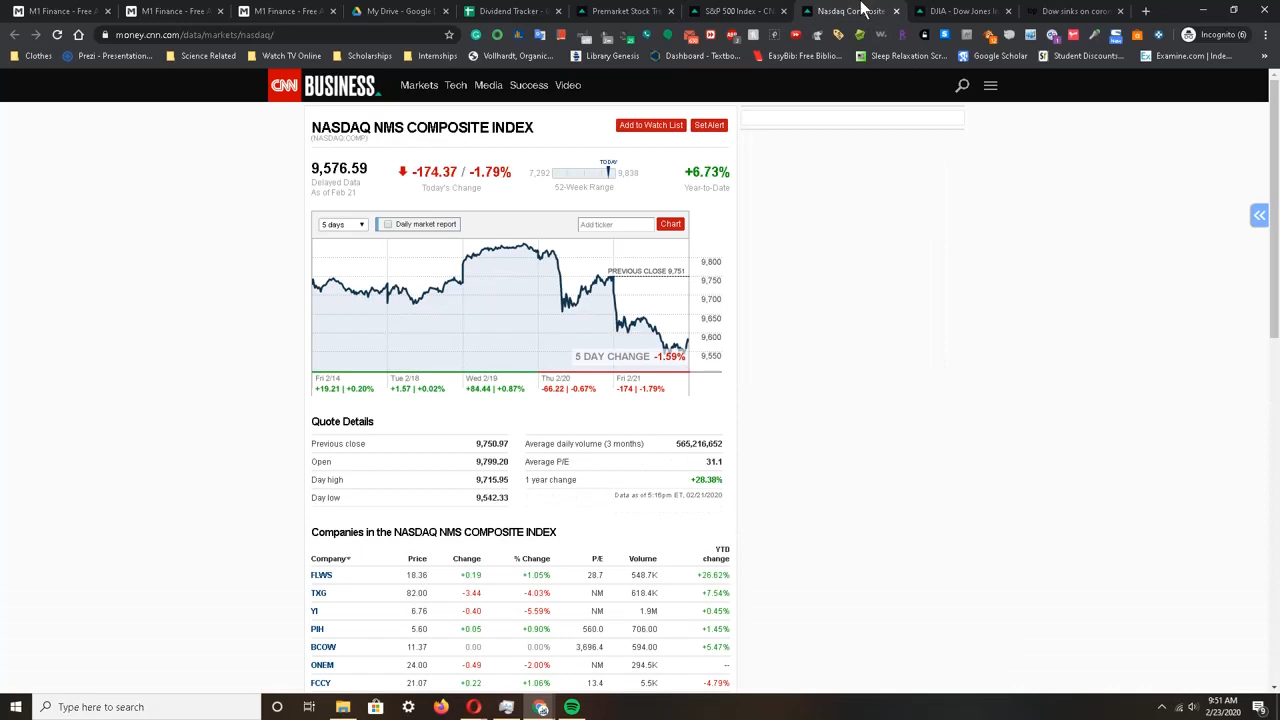 M1 Finance - Free
M1 Finance - Free
M1 Finance - Free
My Drive - Google
Premarket Stock Tr
S&P 500 Index - CN
Nasdaq Composite
DJIA - Dow Jones I
Dow sinks on coron
money.cnn.com/data/markets/nasdaq/
Incognito (6)
Clothes
Pe - Presentation...
Science Related
Watch TV Online
Scholarships
Internships
Vollhardt, Organic...
Library Genesis
Dashboard - Textbo...
EasyBib: Free Biblio...
Sleep Relaxation Scr...
Google Scholar
Student Discounts...
Examine.com | Inde...
CNN BUSINESS Markets Tech Media Success Video
NASDAQ NMS COMPOSITE INDEX
(NASDAQ:COMP)
Add to Watch List Set Alert
9,576.59
Delayed Data
As of Feb 21
-174.37 / -1.79%
Today's Change
TODAY
7,292 9,838
52-Week Range
+6.73%
Year-to-Date
5 days Daily market report Add ticker Chart
PREVIOUS CLOSE 9,751
9,800
9,750
9,700
9,650
9,600
9,550
5 DAY CHANGE -1.59%
Fri 2/14 Tue 2/18 Wed 2/19 Thu 2/20 Fri 2/21
+19.21 | +0.20% +1.57 | +0.02% +84.44 | +0.87% -66.22 | -0.67% -174 | -1.79%
Quote Details
Previous close 9,750.97 Average daily volume (3 months) 565,216,652
Open 9,799.20 Average P/E 31.1
Day high 9,715.95 1 year change +28.38%
Day low 9,542.33 Data as of 5:16pm ET, 02/21/2020
Companies in the NASDAQ NMS COMPOSITE INDEX
Company Price Change % Change P/E Volume YTD change
FLWS 18.36 +0.19 +1.05% 28.7 548.7K +26.62%
TXG 82.00 -3.44 -4.03% NM 618.4K +7.54%
YI 6.76 -0.40 -5.59% NM 1.9M +0.45%
PIH 5.60 +0.05 +0.90% 560.0 706.00 +1.45%
BCOW 11.37 0.00 0.00% 3,696.4 594.00 +5.47%
ONEM 24.00 -0.49 -2.00% NM 294.5K --
FCCY 21.07 +0.22 +1.06% 13.4 5.5K -4.79%
Type here to search
9:51 AM
2/23/2020